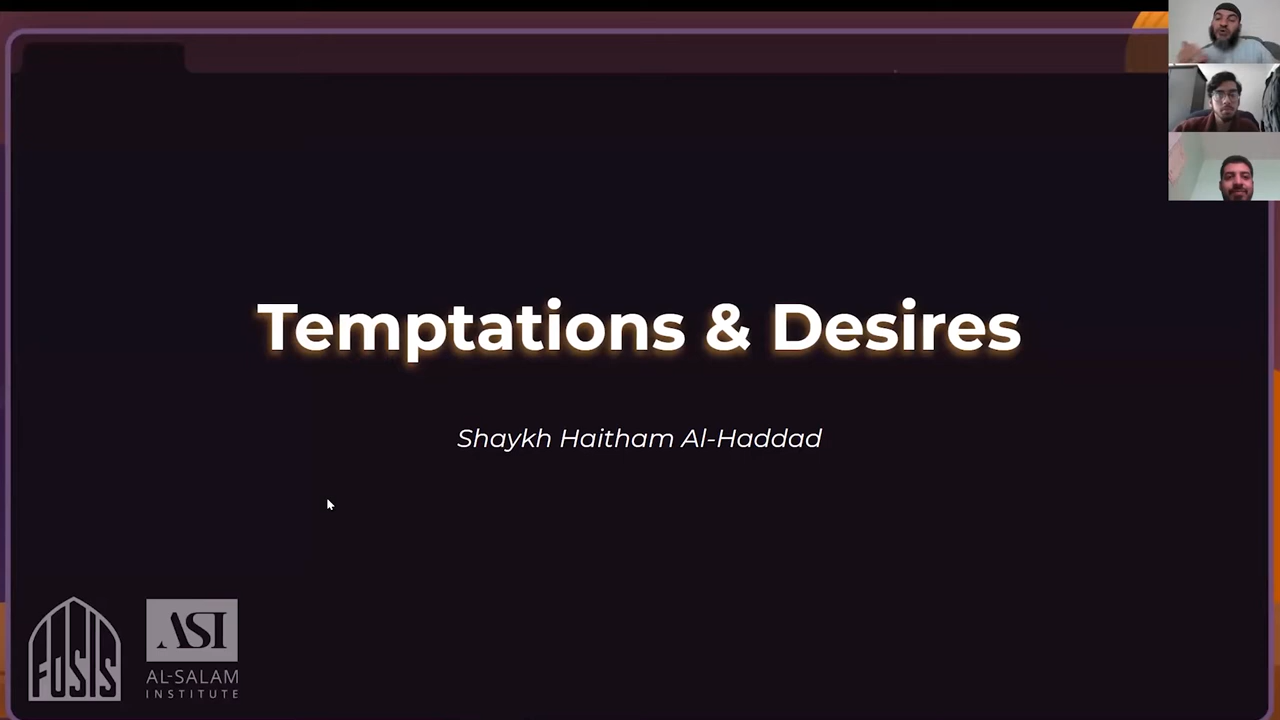 Temptations & Desires
Shaykh Haitham Al-Haddad
FOSIS
ASI
AL-SALAM
INSTITUTE